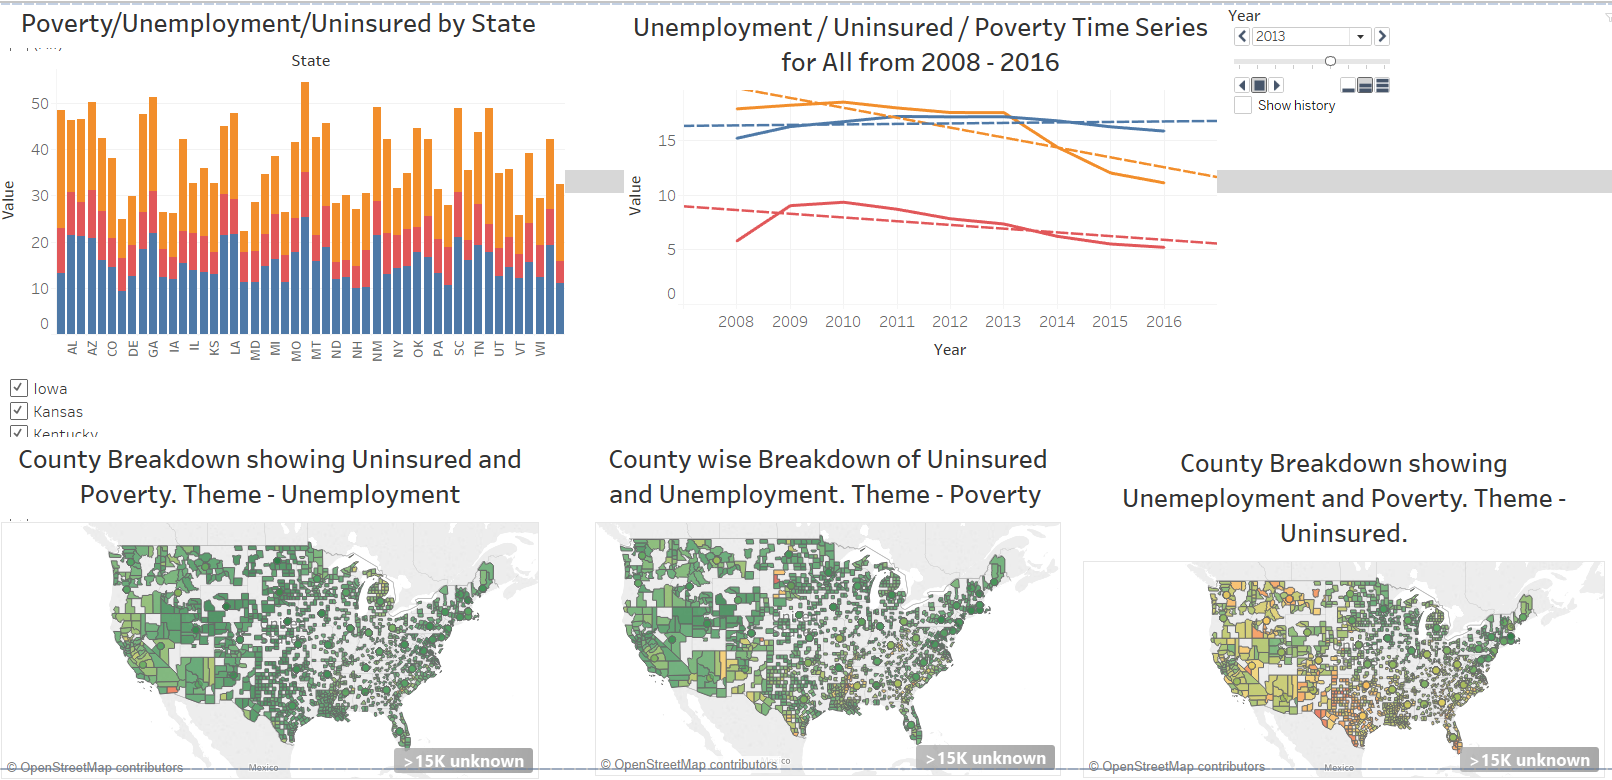 Poverty/Unemployment/Uninsured by State
State
Value
50
40
30
20
10
0
AL
AZ
CO
DE
GA
IA
IL
KS
LA
MD
MI
MO
MT
ND
NH
NM
NY
OK
PA
SC
TN
UT
VT
WI
Iowa
Kansas
Kentucky
Unemployment / Uninsured / Poverty Time Series
for All from 2008 - 2016
Value
15
10
5
0
2008 2009 2010 2011 2012 2013 2014 2015 2016
Year
Year
2013
Show history
County Breakdown showing Uninsured and
Poverty. Theme - Unemployment
© OpenStreetMap contributors
Mexico
>15K unknown
County wise Breakdown of Uninsured
and Unemployment. Theme - Poverty
© OpenStreetMap contributors
co
>15K unknown
County Breakdown showing
Unemeployment and Poverty. Theme -
Uninsured.
© OpenStreetMap contributors
Mexico
>15K unknown